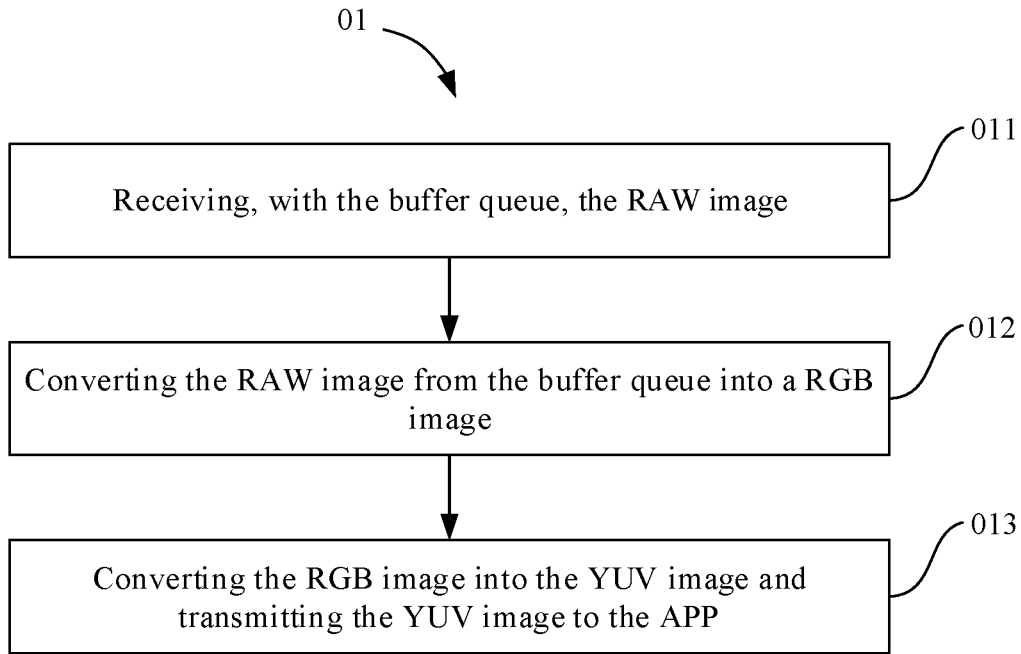 01
011
Receiving, with the buffer queue, the RAW image
012
Converting the RAW image from the buffer queue into a RGB
image
013
Converting the RGB image into the YUV image and
transmitting the YUV image to the APP